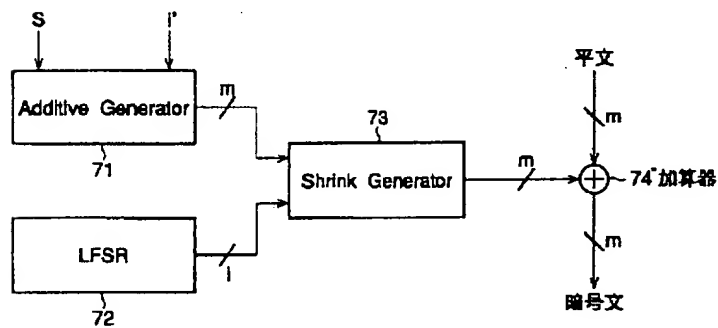 S
i'
Additive Generator
m
71
73
Shrink Generator
m
平文
m
74 加算器
m
LFSR
l
72
暗号文